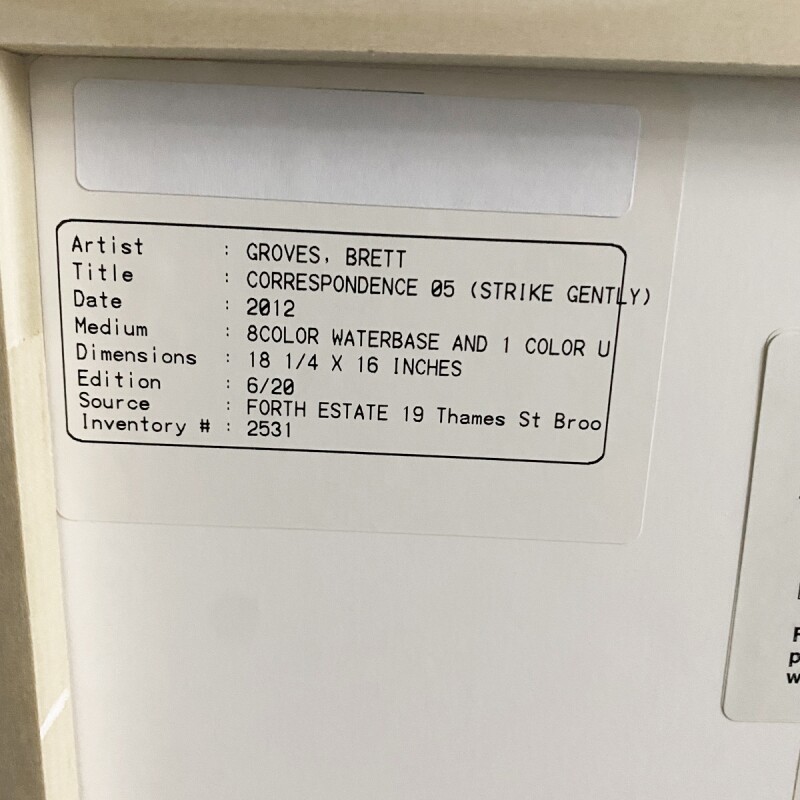 Artist : GROVES, BRETT
Title : CORRESPONDENCE 05 (STRIKE GENTLY)
Date : 2012
Medium : 8COLOR WATERBASE AND 1 COLOR U
Dimensions : 18 1/4 X 16 INCHES
Edition : 6/20
Source : FORTH ESTATE 19 Thames St Broo
Inventory # : 2531